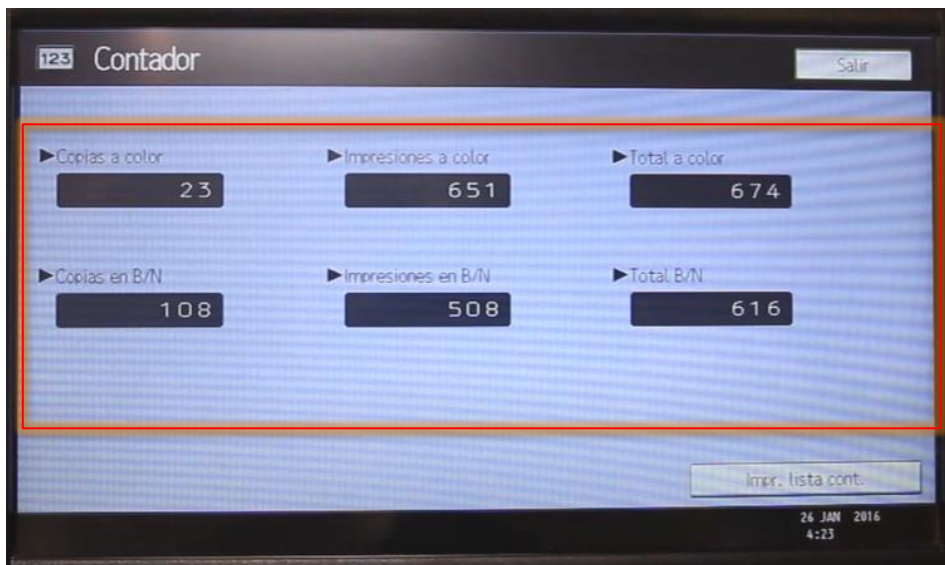 123 Contador
Salir
▶Copias a color ▶Impresiones a color ▶Total a color
23 651 674
▶Copias en B/N ▶Impresiones en B/N ▶Total B/N
108 508 616
Impr. lista cont.
26 JAN 2016
4:23